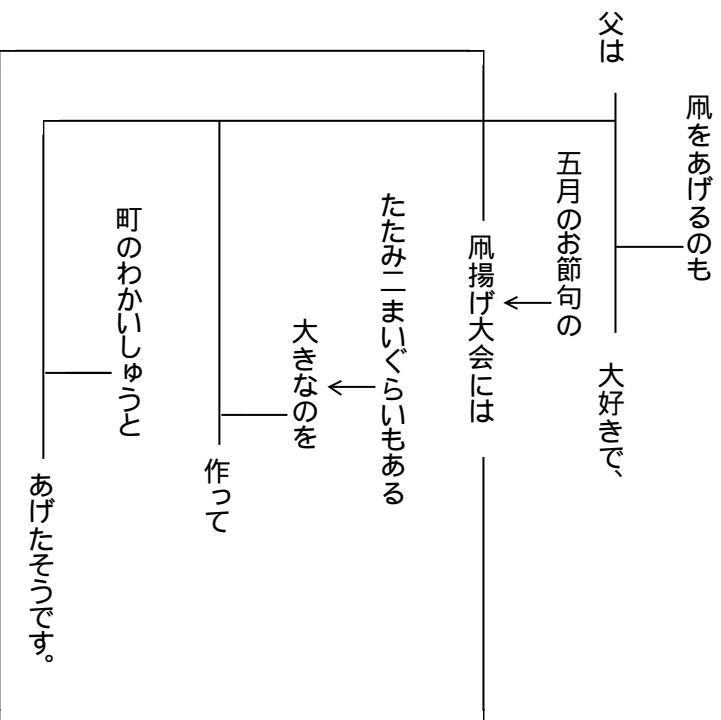 凧をあげるのも
父は
大好きで、
五月のお節句の
凧揚げ大会には
たたみ二まいぐらいもある
大きなのを
作って
町のわかいしゅうと
あげたそうです。